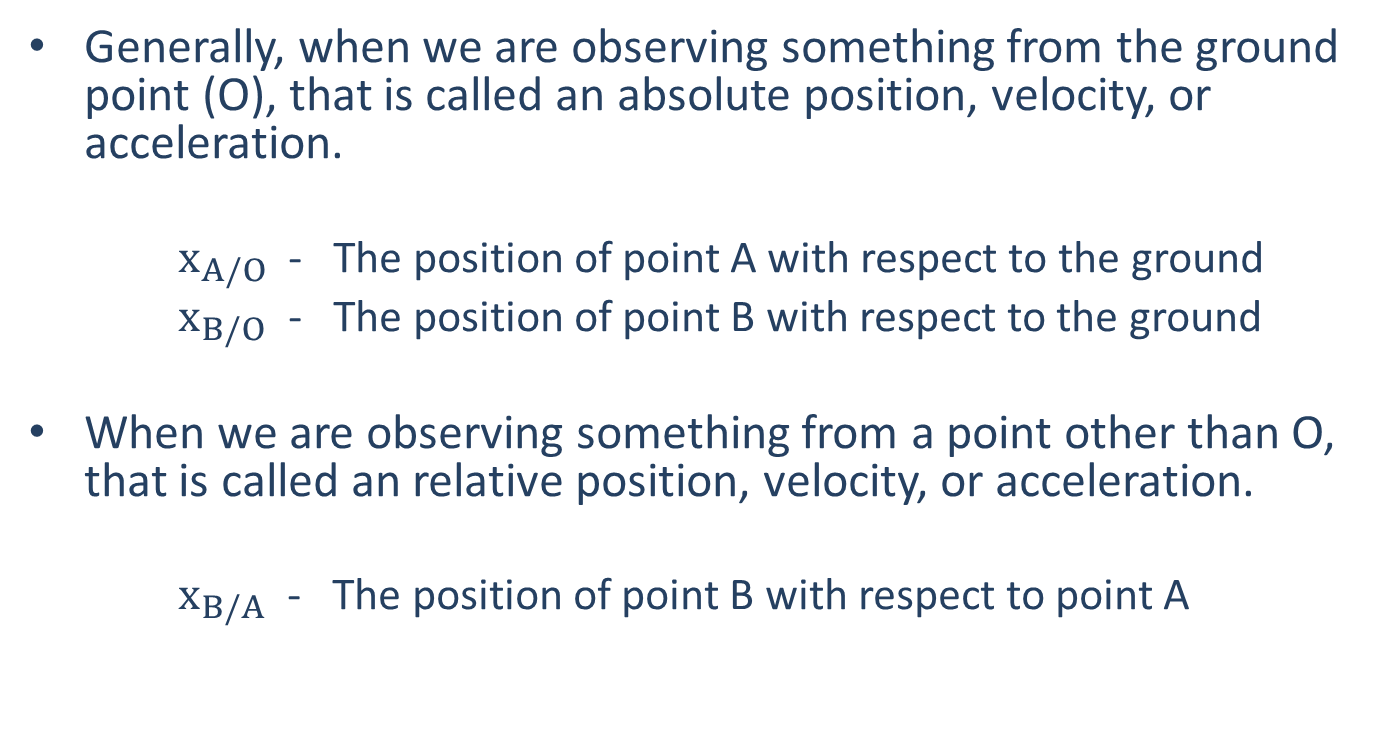 • Generally, when we are observing something from the ground
point (O), that is called an absolute position, velocity, or
acceleration.
x_A/O - The position of point A with respect to the ground
x_B/O - The position of point B with respect to the ground
• When we are observing something from a point other than O,
that is called an relative position, velocity, or acceleration.
x_B/A - The position of point B with respect to point A